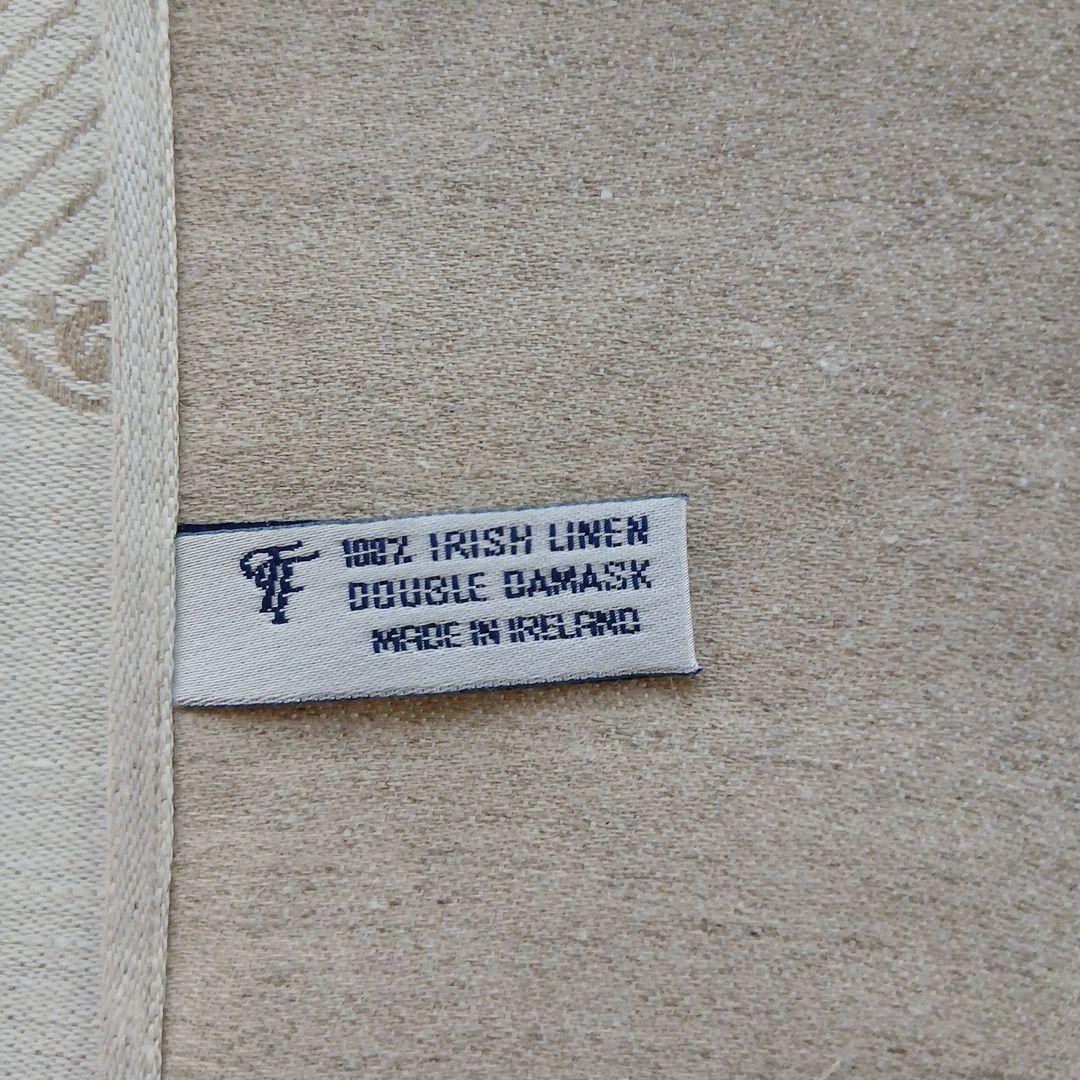 100% IRISH LINEN
DOUBLE DAMASK
MADE IN IRELAND